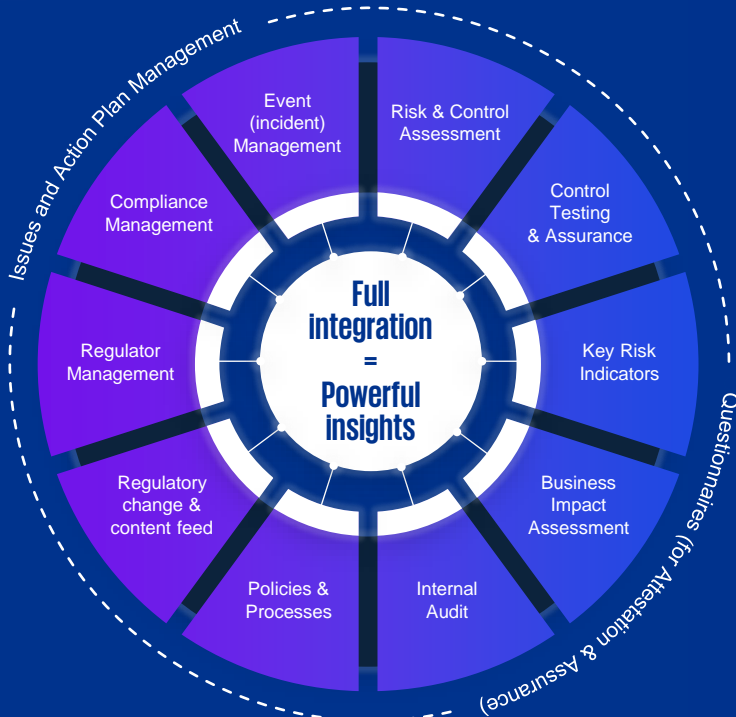 Issues and Action Plan Management
Event
(incident)
Management
Risk & Control
Assessment
Compliance
Management
Control
Testing
& Assurance
Full
integration
=
Powerful
insights
Regulator
Management
Key Risk
Indicators
Regulatory
change &
content feed
Business
Impact
Assessment
Policies &
Processes
Internal
Audit
Questionnaires (for Attestation & Assurance)